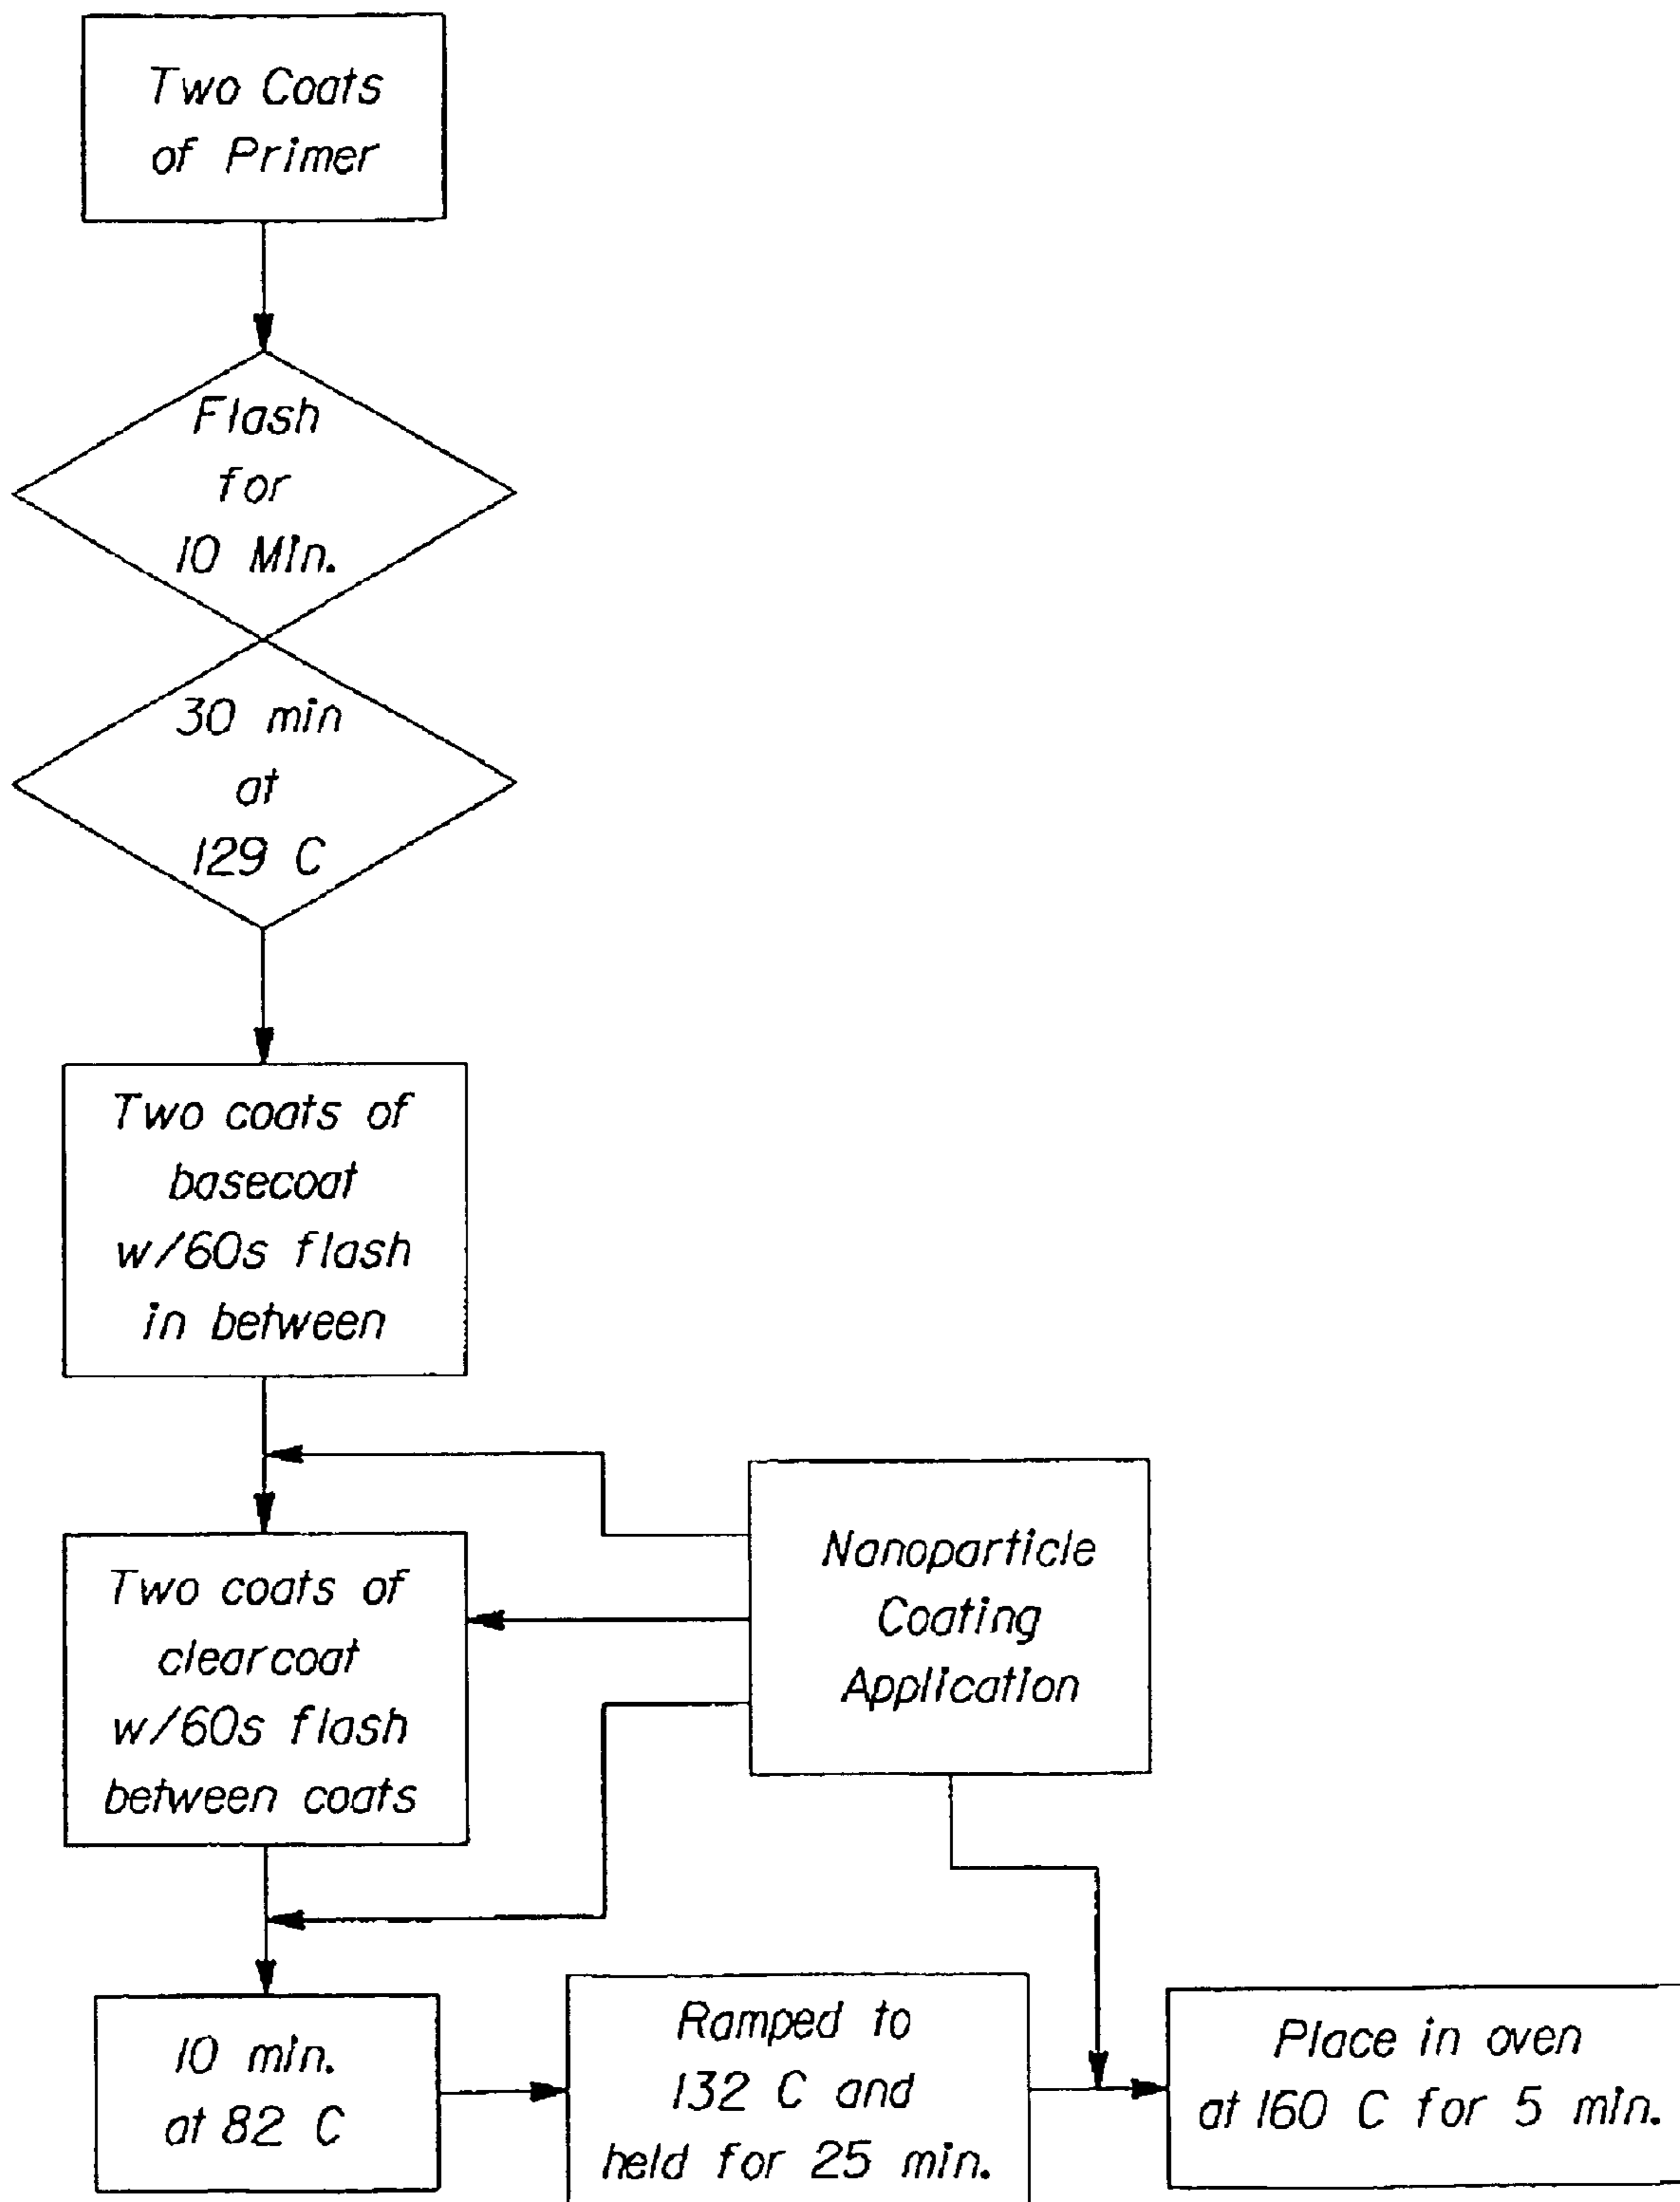 Two Coats
of Primer
Flash
for
10 Min.
30 min
at
129 C
Two coats of
basecoat
w/60s flash
in between
Nanoparticle
Coating
Application
Two coats of
clearcoat
w/60s flash
between coats
10 min.
at 82 C
Ramped to
132 C and
held for 25 min.
Place in oven
at 160 C for 5 min.